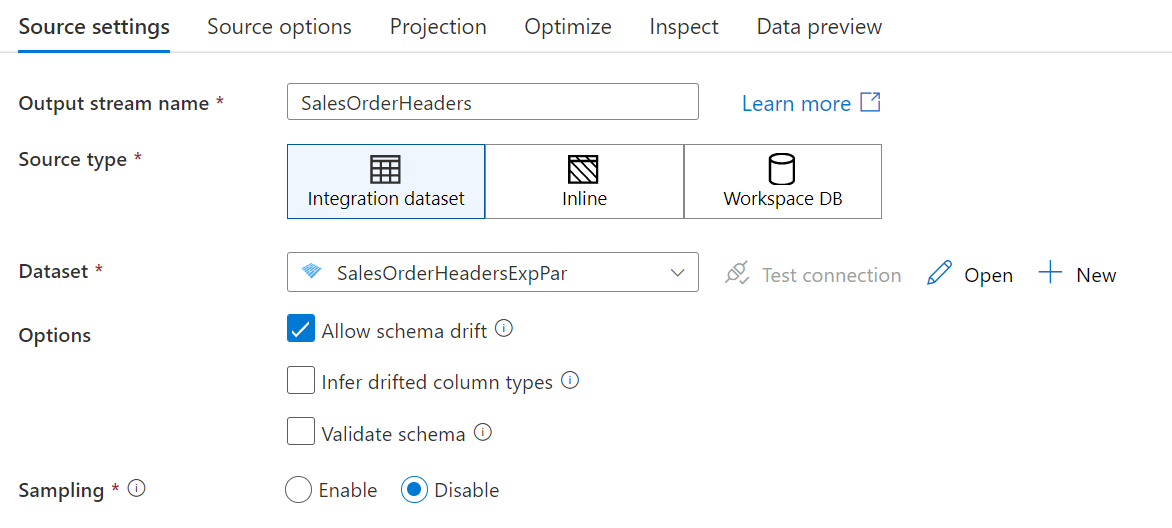 Source settings Source options Projection Optimize Inspect Data preview
Output stream name * SalesOrderHeaders Learn more
Source type * Integration dataset Inline Workspace DB
Dataset * SalesOrderHeadersExpPar Test connection Open New
Options Allow schema drift
Infer drifted column types
Validate schema
Sampling * Enable Disable